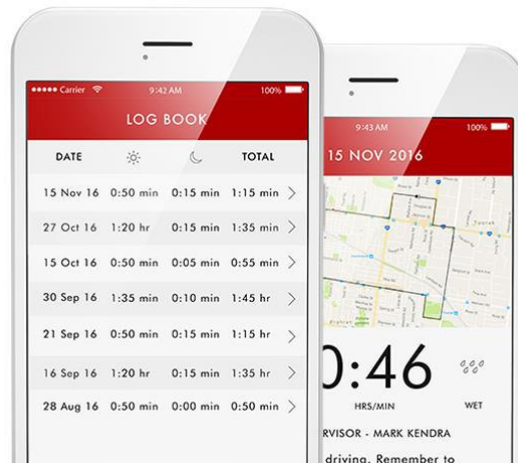 Carrier 9:42 AM 100%
LOG BOOK
DATE TOTAL
15 Nov 16 0:50 min 0:15 min 1:15 min
27 Oct 16 1:20 hr 0:15 min 1:35 min
15 Oct 16 0:50 min 0:05 min 0:55 min
30 Sep 16 1:35 min 0:10 min 1:45 hr
21 Sep 16 0:50 min 0:15 min 1:15 hr
16 Sep 16 1:20 hr 0:15 min 1:35 hr
28 Aug 16 0:50 min 0:00 min 0:50 min
9:43 AM 100%
15 NOV 2016
Toorak
0:46
HRS/MIN WET
RVISOR - MARK KENDRA
driving. Remember to